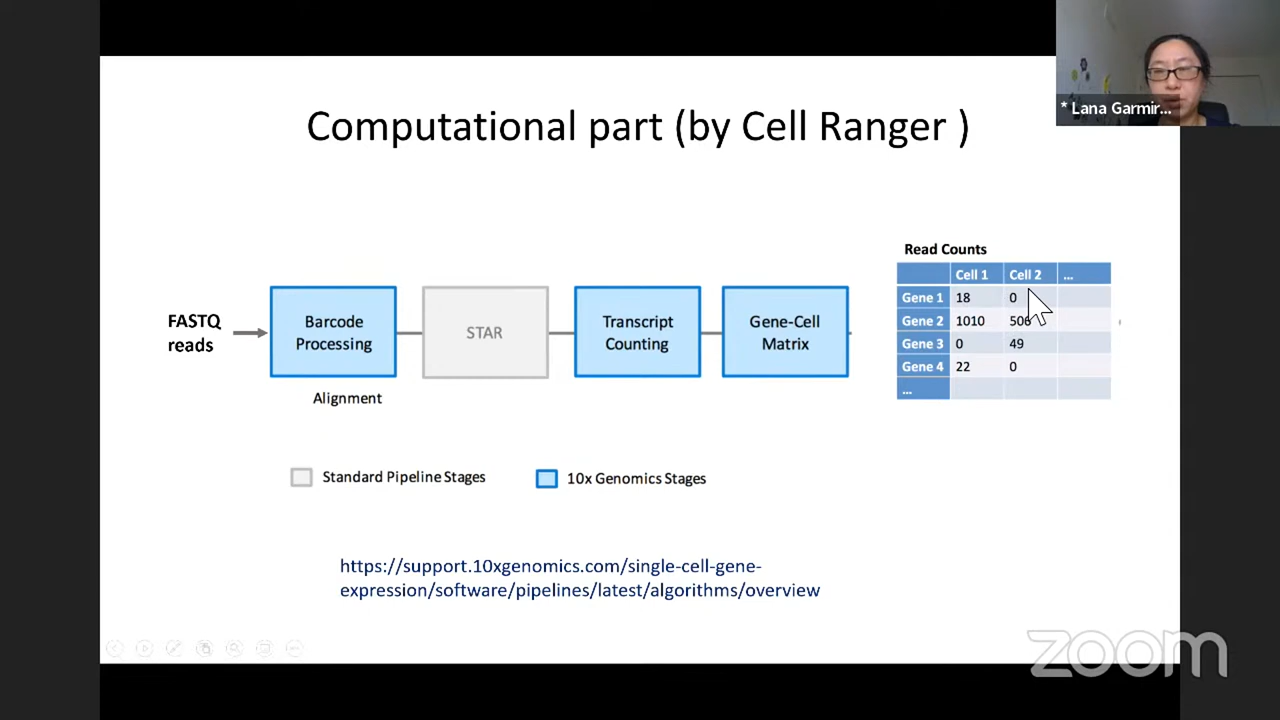 Computational part (by Cell Ranger )
* Lana Garmir...
FASTQ
reads
Barcode
Processing
STAR
Transcript
Counting
Gene-Cell
Matrix
Alignment
Read Counts
Cell 1 Cell 2 ...
Gene 1 18 0
Gene 2 1010 506
Gene 3 0 49
Gene 4 22 0
...
Standard Pipeline Stages
10x Genomics Stages
https://support.10xgenomics.com/single-cell-gene-
expression/software/pipelines/latest/algorithms/overview
zoom